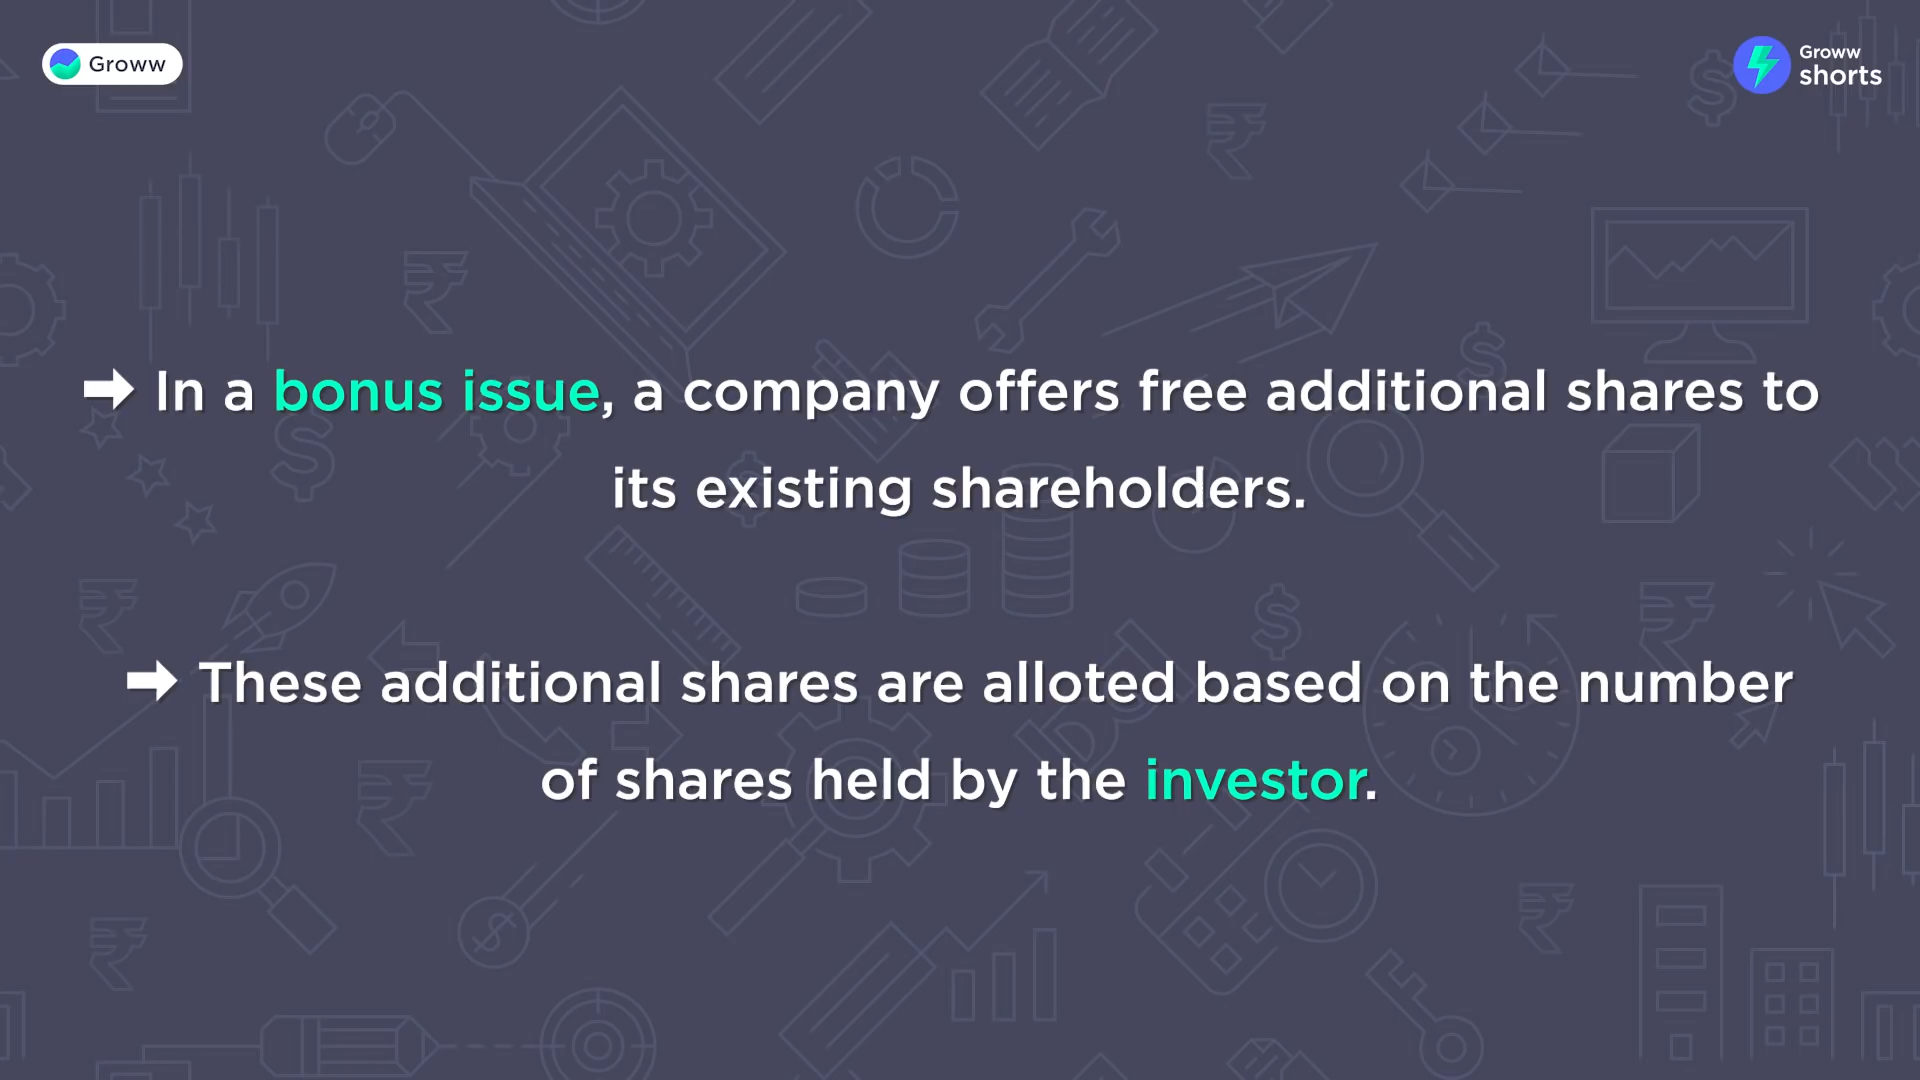 Groww
Groww
shorts
➡ In a bonus issue, a company offers free additional shares to
its existing shareholders.
➡ These additional shares are alloted based on the number
of shares held by the investor.